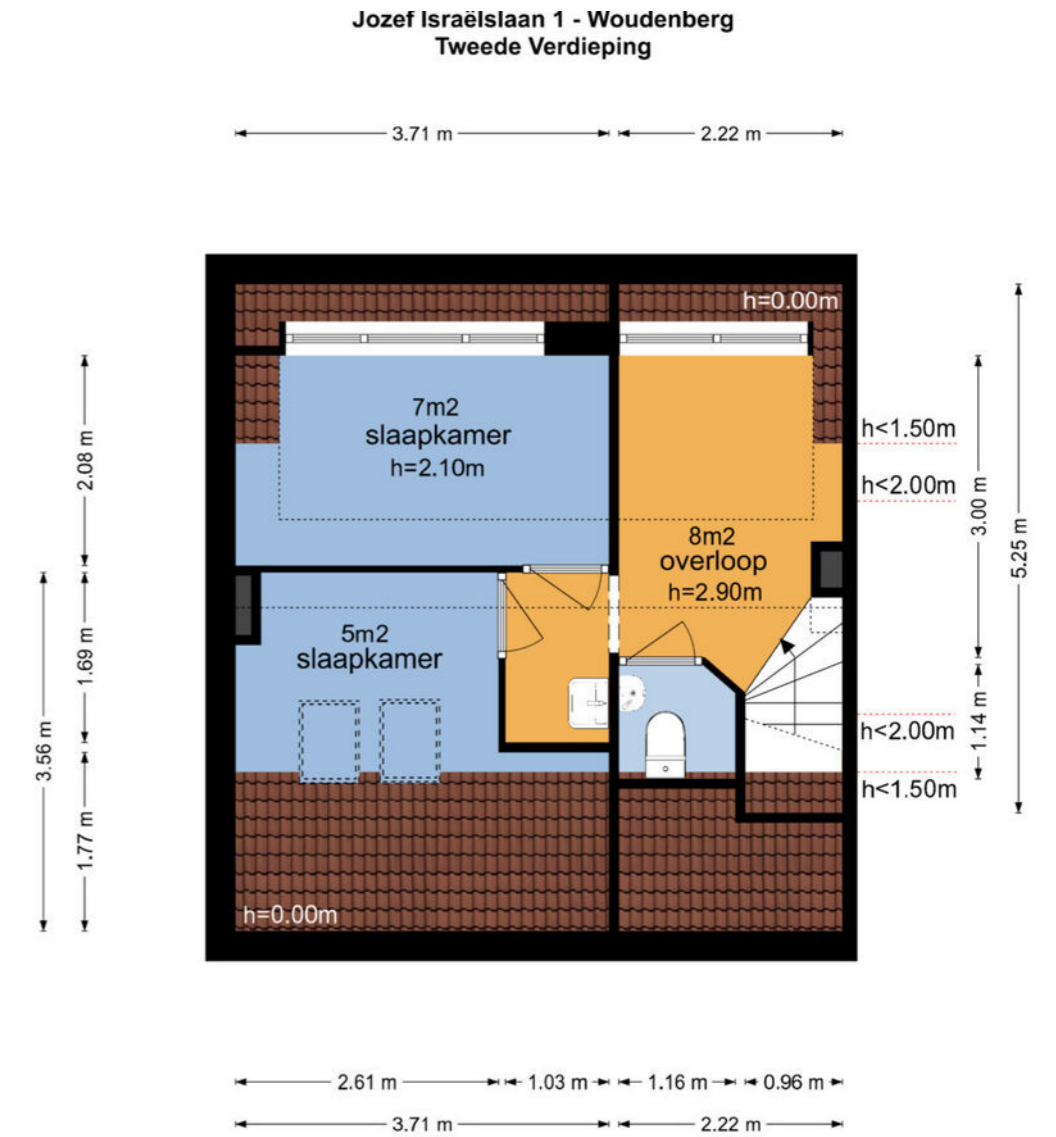 Jozef Israëlslaan 1 - Woudenberg
Tweede Verdieping
3.71 m
2.22 m
h=0.00m
7m2
slaapkamer
h=2.10m
h<1.50m
h<2.00m
2.08 m
3.00 m
5.25 m
8m2
overloop
h=2.90m
5m2
slaapkamer
1.69 m
3.56 m
1.14 m
h<2.00m
h<1.50m
1.77 m
h=0.00m
2.61 m
1.03 m
1.16 m
0.96 m
3.71 m
2.22 m